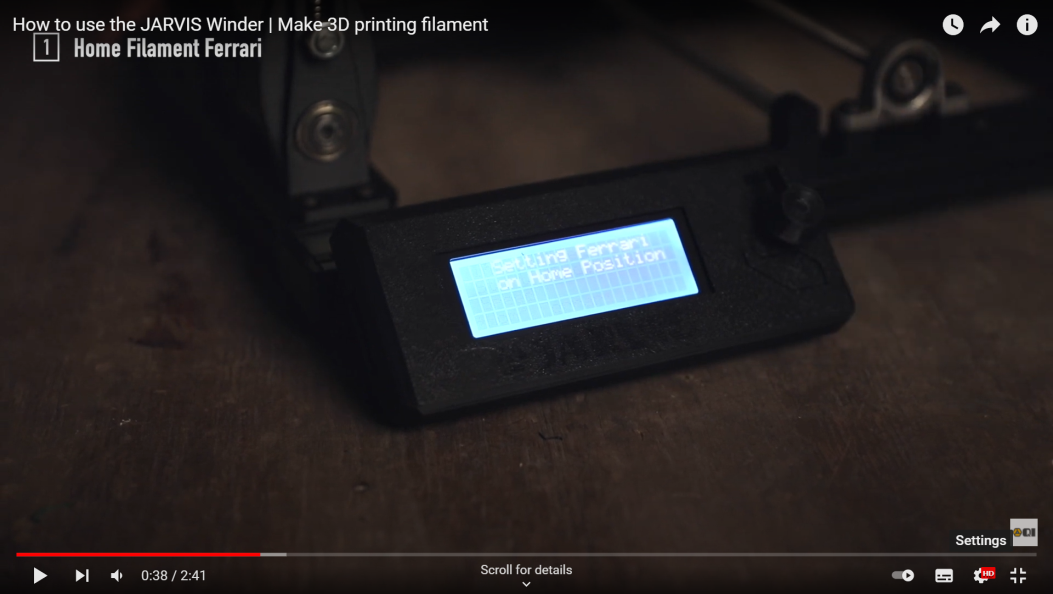 How to use the JARVIS Winder | Make 3D printing filament
1 Home Filament Ferrari
Setting Ferrari
on Home Position
Settings
0:38 / 2:41
Scroll for details
HD